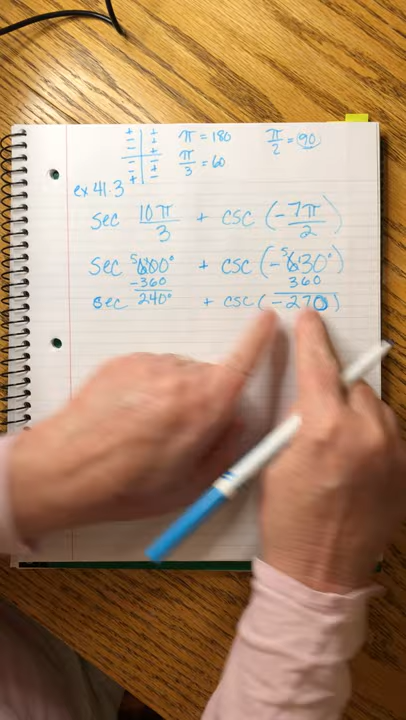 + | + π = 180 π/2 = 90
- | -
- | +
+ | - π/3 = 60
ex 41.3
sec 10π/3 + csc (-7π/2)
sec 600° + csc (-630°)
-360 360
sec 240° + csc (-270)